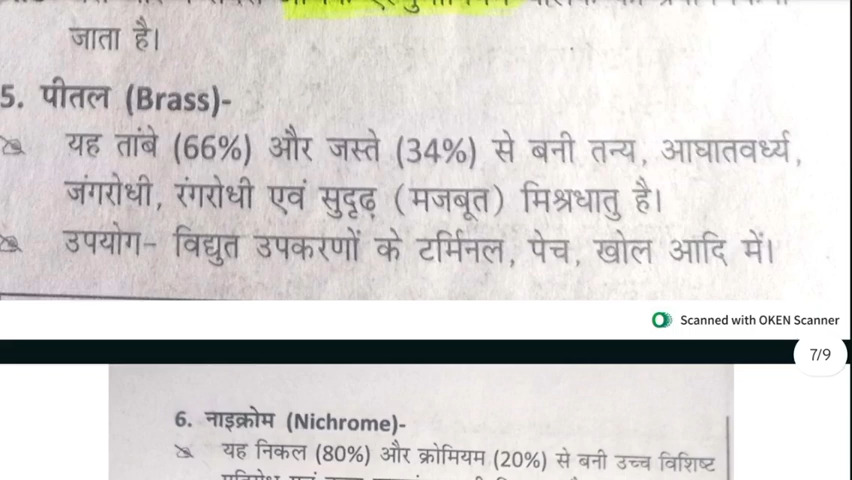 जाता है।
5. पीतल (Brass)-
यह तांबे (66%) और जस्ते (34%) से बनी तन्य, आघातवर्ध्य,
जंगरोधी, रंगरोधी एवं सुदृढ़ (मजबूत) मिश्रधातु है।
उपयोग- विद्युत उपकरणों के टर्मिनल, पेच, खोल आदि में।
Scanned with OKEN Scanner
7/9
6. नाइक्रोम (Nichrome)-
यह निकल (80%) और क्रोमियम (20%) से बनी उच्च विशिष्ट